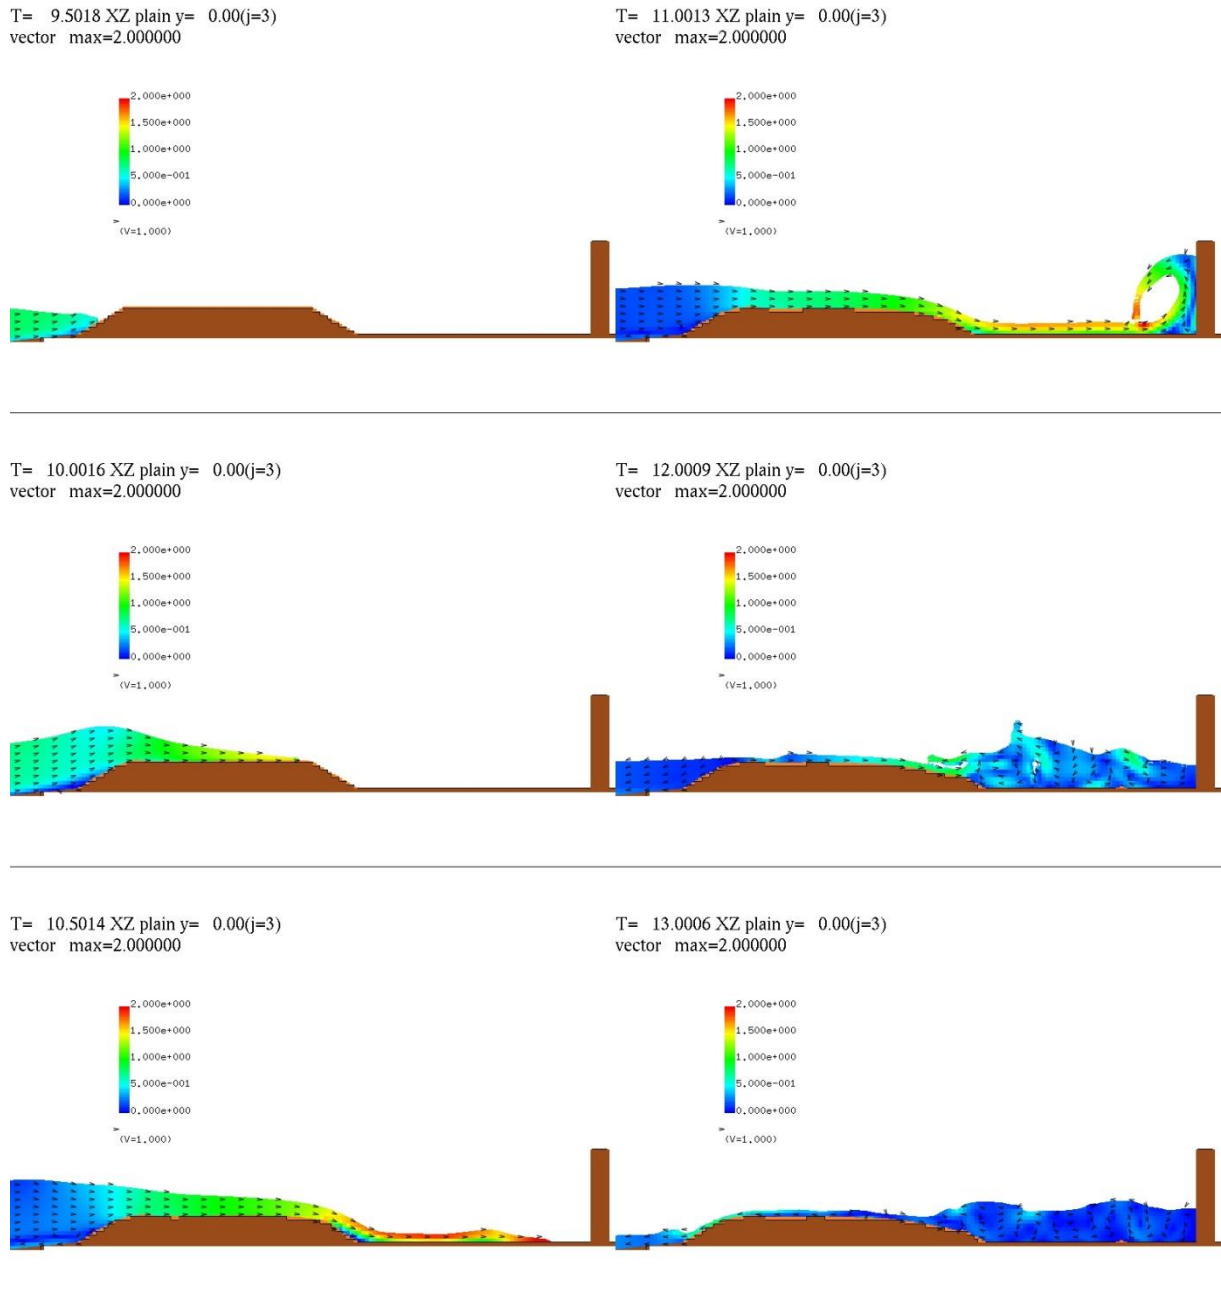 T= 9.5018 XZ plain y= 0.00(j=3)
vector max=2.000000
2.000e+000
1.500e+000
1.000e+000
5.000e-001
0.000e+000
(V=1.000)
T= 10.0016 XZ plain y= 0.00(j=3)
vector max=2.000000
2.000e+000
1.500e+000
1.000e+000
5.000e-001
0.000e+000
(V=1.000)
T= 10.5014 XZ plain y= 0.00(j=3)
vector max=2.000000
2.000e+000
1.500e+000
1.000e+000
5.000e-001
0.000e+000
(V=1.000)
T= 11.0013 XZ plain y= 0.00(j=3)
vector max=2.000000
2.000e+000
1.500e+000
1.000e+000
5.000e-001
0.000e+000
(V=1.000)
T= 12.0009 XZ plain y= 0.00(j=3)
vector max=2.000000
2.000e+000
1.500e+000
1.000e+000
5.000e-001
0.000e+000
(V=1.000)
T= 13.0006 XZ plain y= 0.00(j=3)
vector max=2.000000
2.000e+000
1.500e+000
1.000e+000
5.000e-001
0.000e+000
(V=1.000)